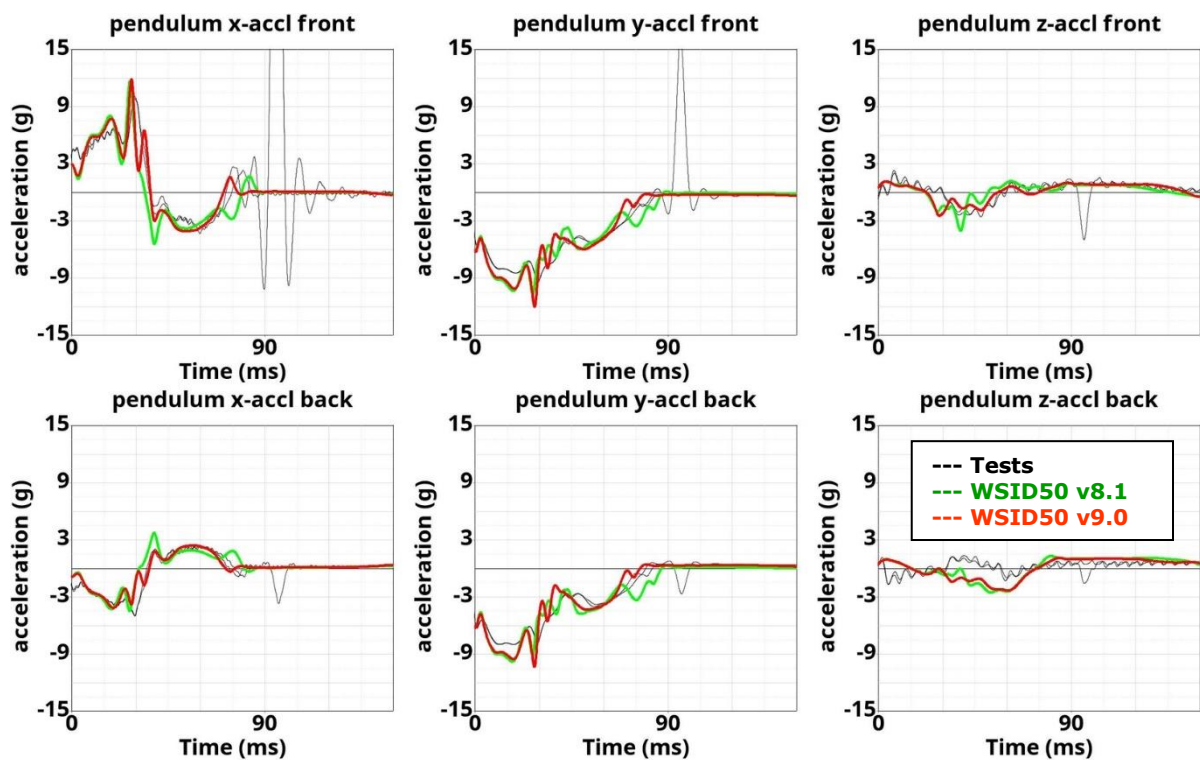 pendulum x-accl front
pendulum y-accl front
pendulum z-accl front
15
9
3
-3
-9
-15
acceleration (g)
0
90
Time (ms)
15
9
3
-3
-9
-15
acceleration (g)
0
90
Time (ms)
15
9
3
-3
-9
-15
acceleration (g)
0
90
Time (ms)
pendulum x-accl back
pendulum y-accl back
pendulum z-accl back
15
9
3
-3
-9
-15
acceleration (g)
0
90
Time (ms)
15
9
3
-3
-9
-15
acceleration (g)
0
90
Time (ms)
15
9
3
-3
-9
-15
acceleration (g)
0
90
Time (ms)
--- Tests
--- WSID50 v8.1
--- WSID50 v9.0